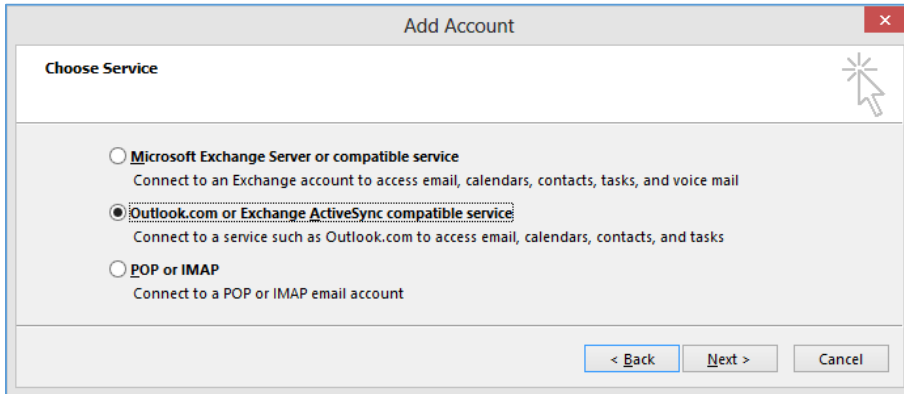 Add Account
Choose Service
Microsoft Exchange Server or compatible service
Connect to an Exchange account to access email, calendars, contacts, tasks, and voice mail
Outlook.com or Exchange ActiveSync compatible service
Connect to a service such as Outlook.com to access email, calendars, contacts, and tasks
POP or IMAP
Connect to a POP or IMAP email account
< Back Next > Cancel